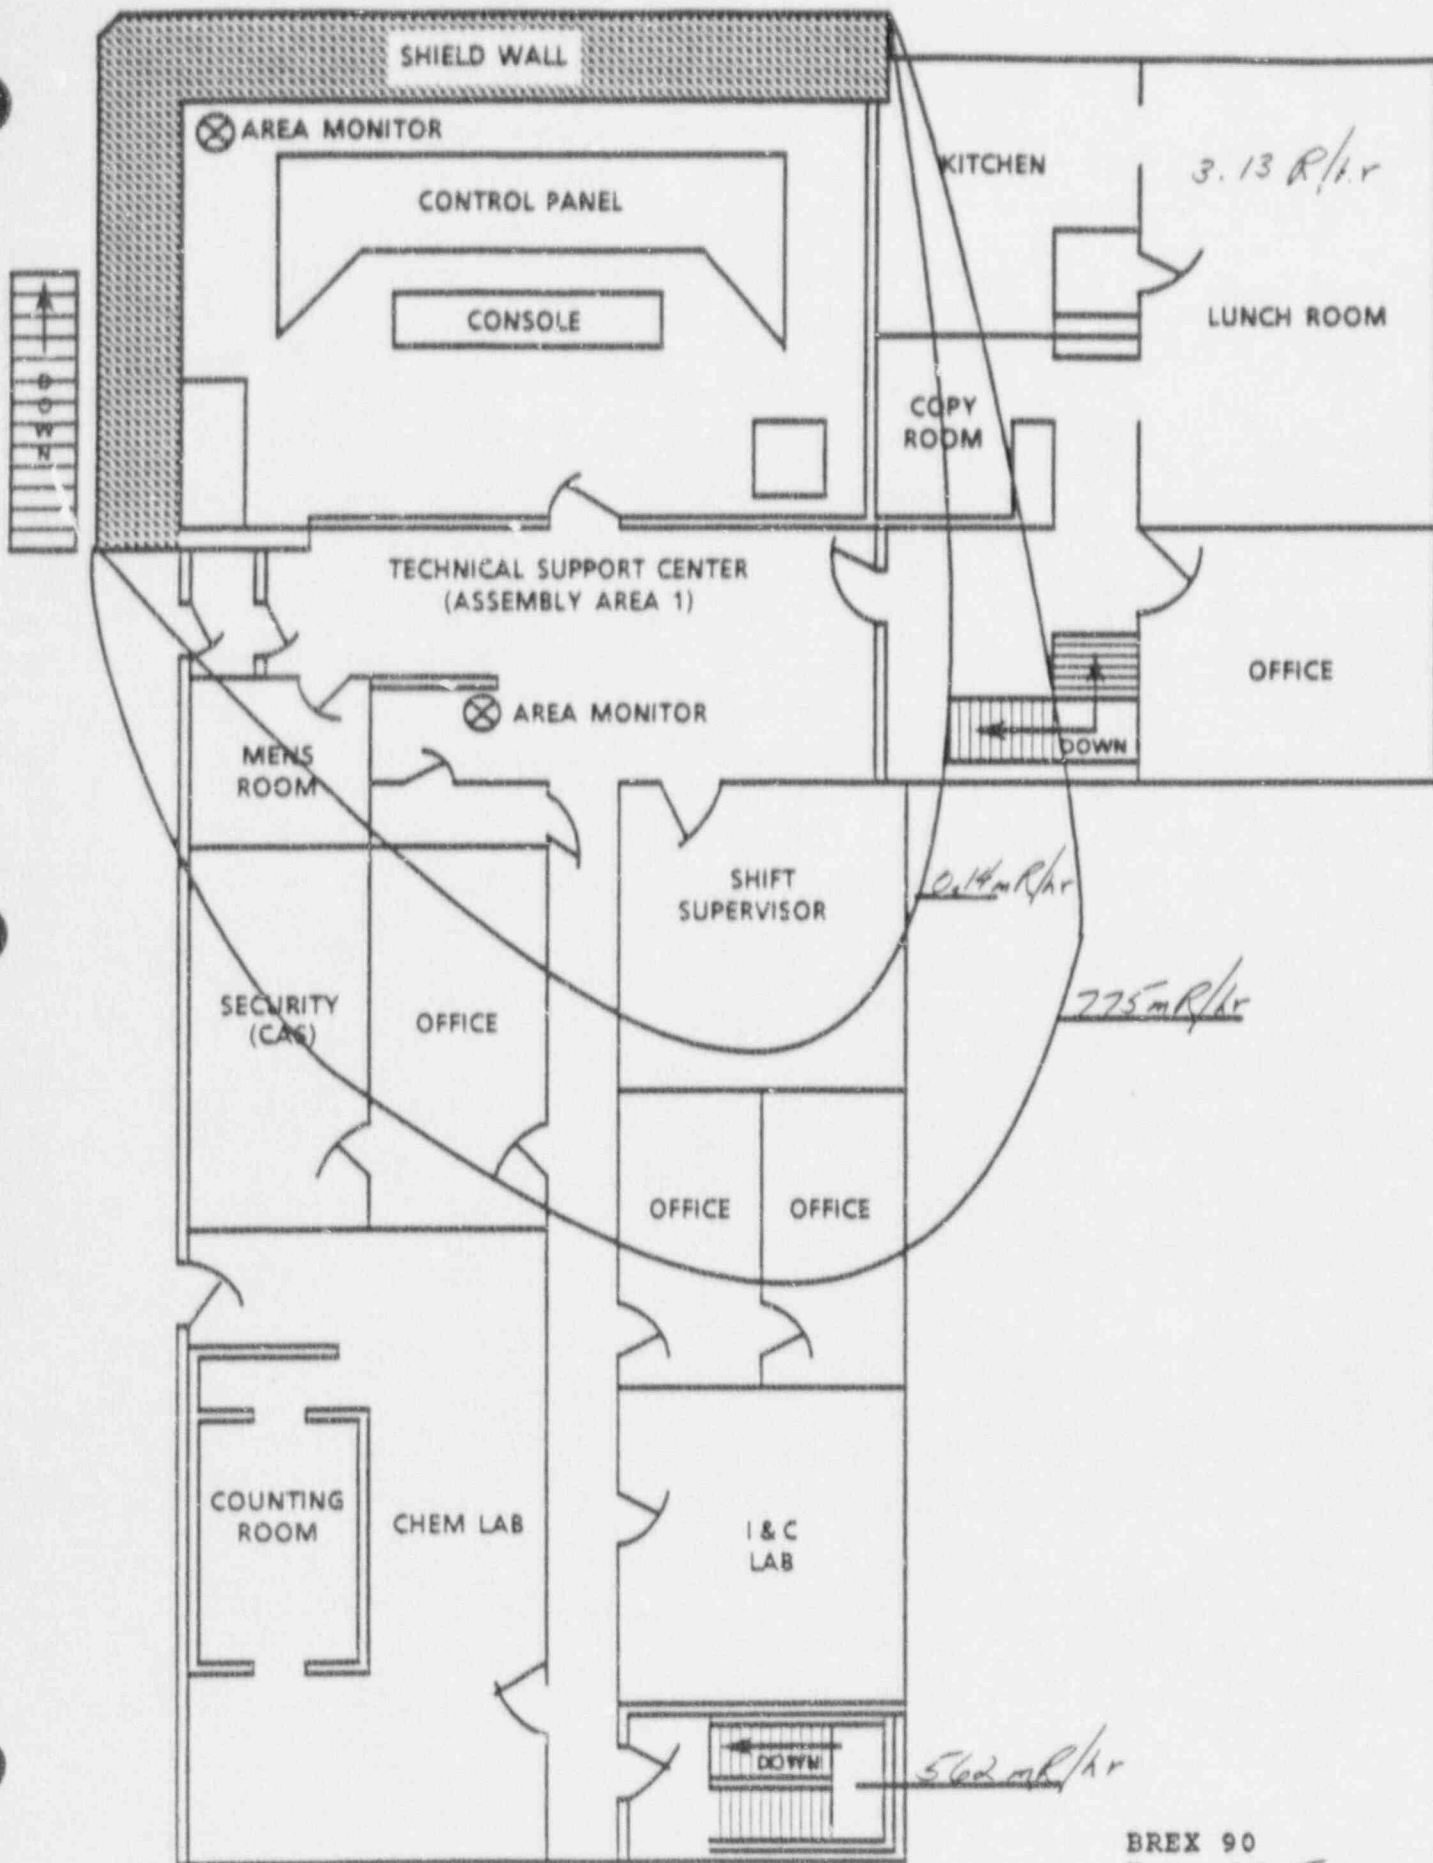 SHIELD WALL
AREA MONITOR
KITCHEN
3.13 R/hr
CONTROL PANEL
CONSOLE
LUNCH ROOM
DOWN
COPY
ROOM
TECHNICAL SUPPORT CENTER
(ASSEMBLY AREA 1)
OFFICE
AREA MONITOR
DOWN
MENS
ROOM
SHIFT
SUPERVISOR
0.14 mR/hr
775 mR/hr
SECURITY
(CAS)
OFFICE
OFFICE
OFFICE
COUNTING
ROOM
CHEM LAB
I & C
LAB
DOWN
562 mR/hr
BREX 90